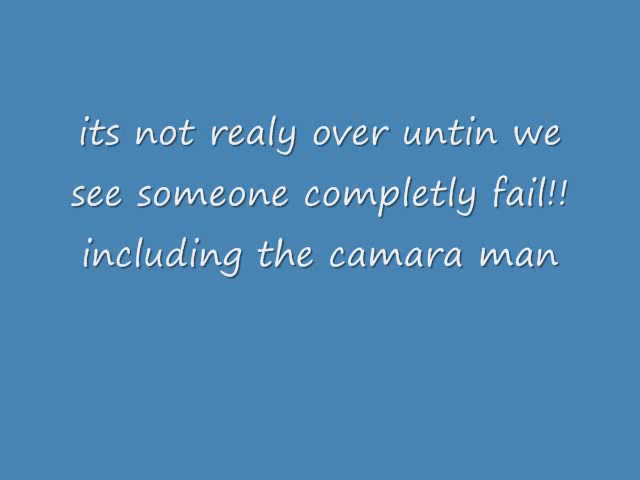 its not realy over untin we
see someone completly fail!!
including the camara man